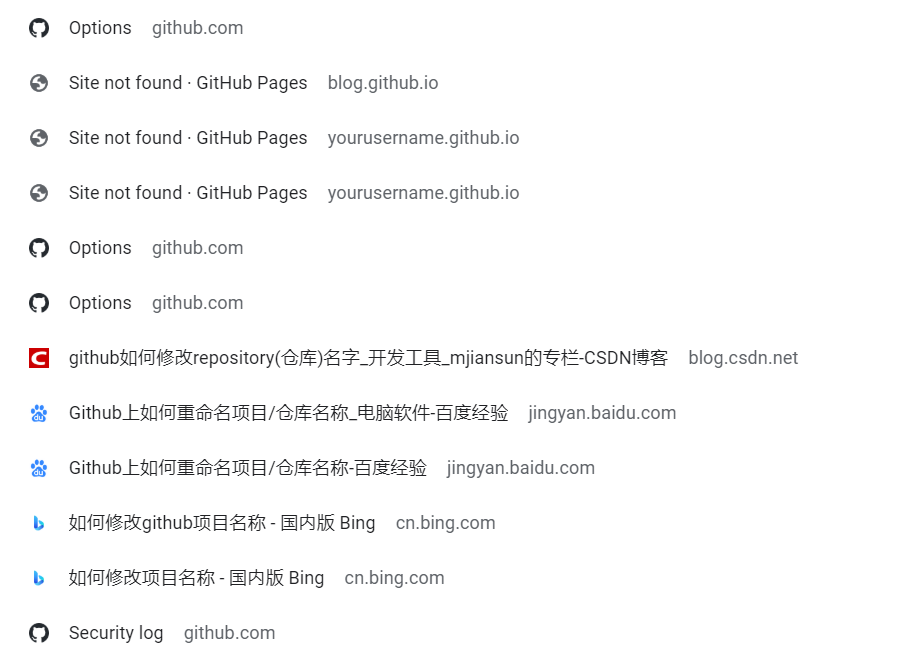 Options github.com
Site not found · GitHub Pages blog.github.io
Site not found · GitHub Pages yourusername.github.io
Site not found · GitHub Pages yourusername.github.io
Options github.com
Options github.com
github如何修改repository(仓库)名字_开发工具_mjiansun的专栏-CSDN博客 blog.csdn.net
Github上如何重命名项目/仓库名称_电脑软件-百度经验 jingyan.baidu.com
Github上如何重命名项目/仓库名称-百度经验 jingyan.baidu.com
如何修改github项目名称 - 国内版 Bing cn.bing.com
如何修改项目名称 - 国内版 Bing cn.bing.com
Security log github.com